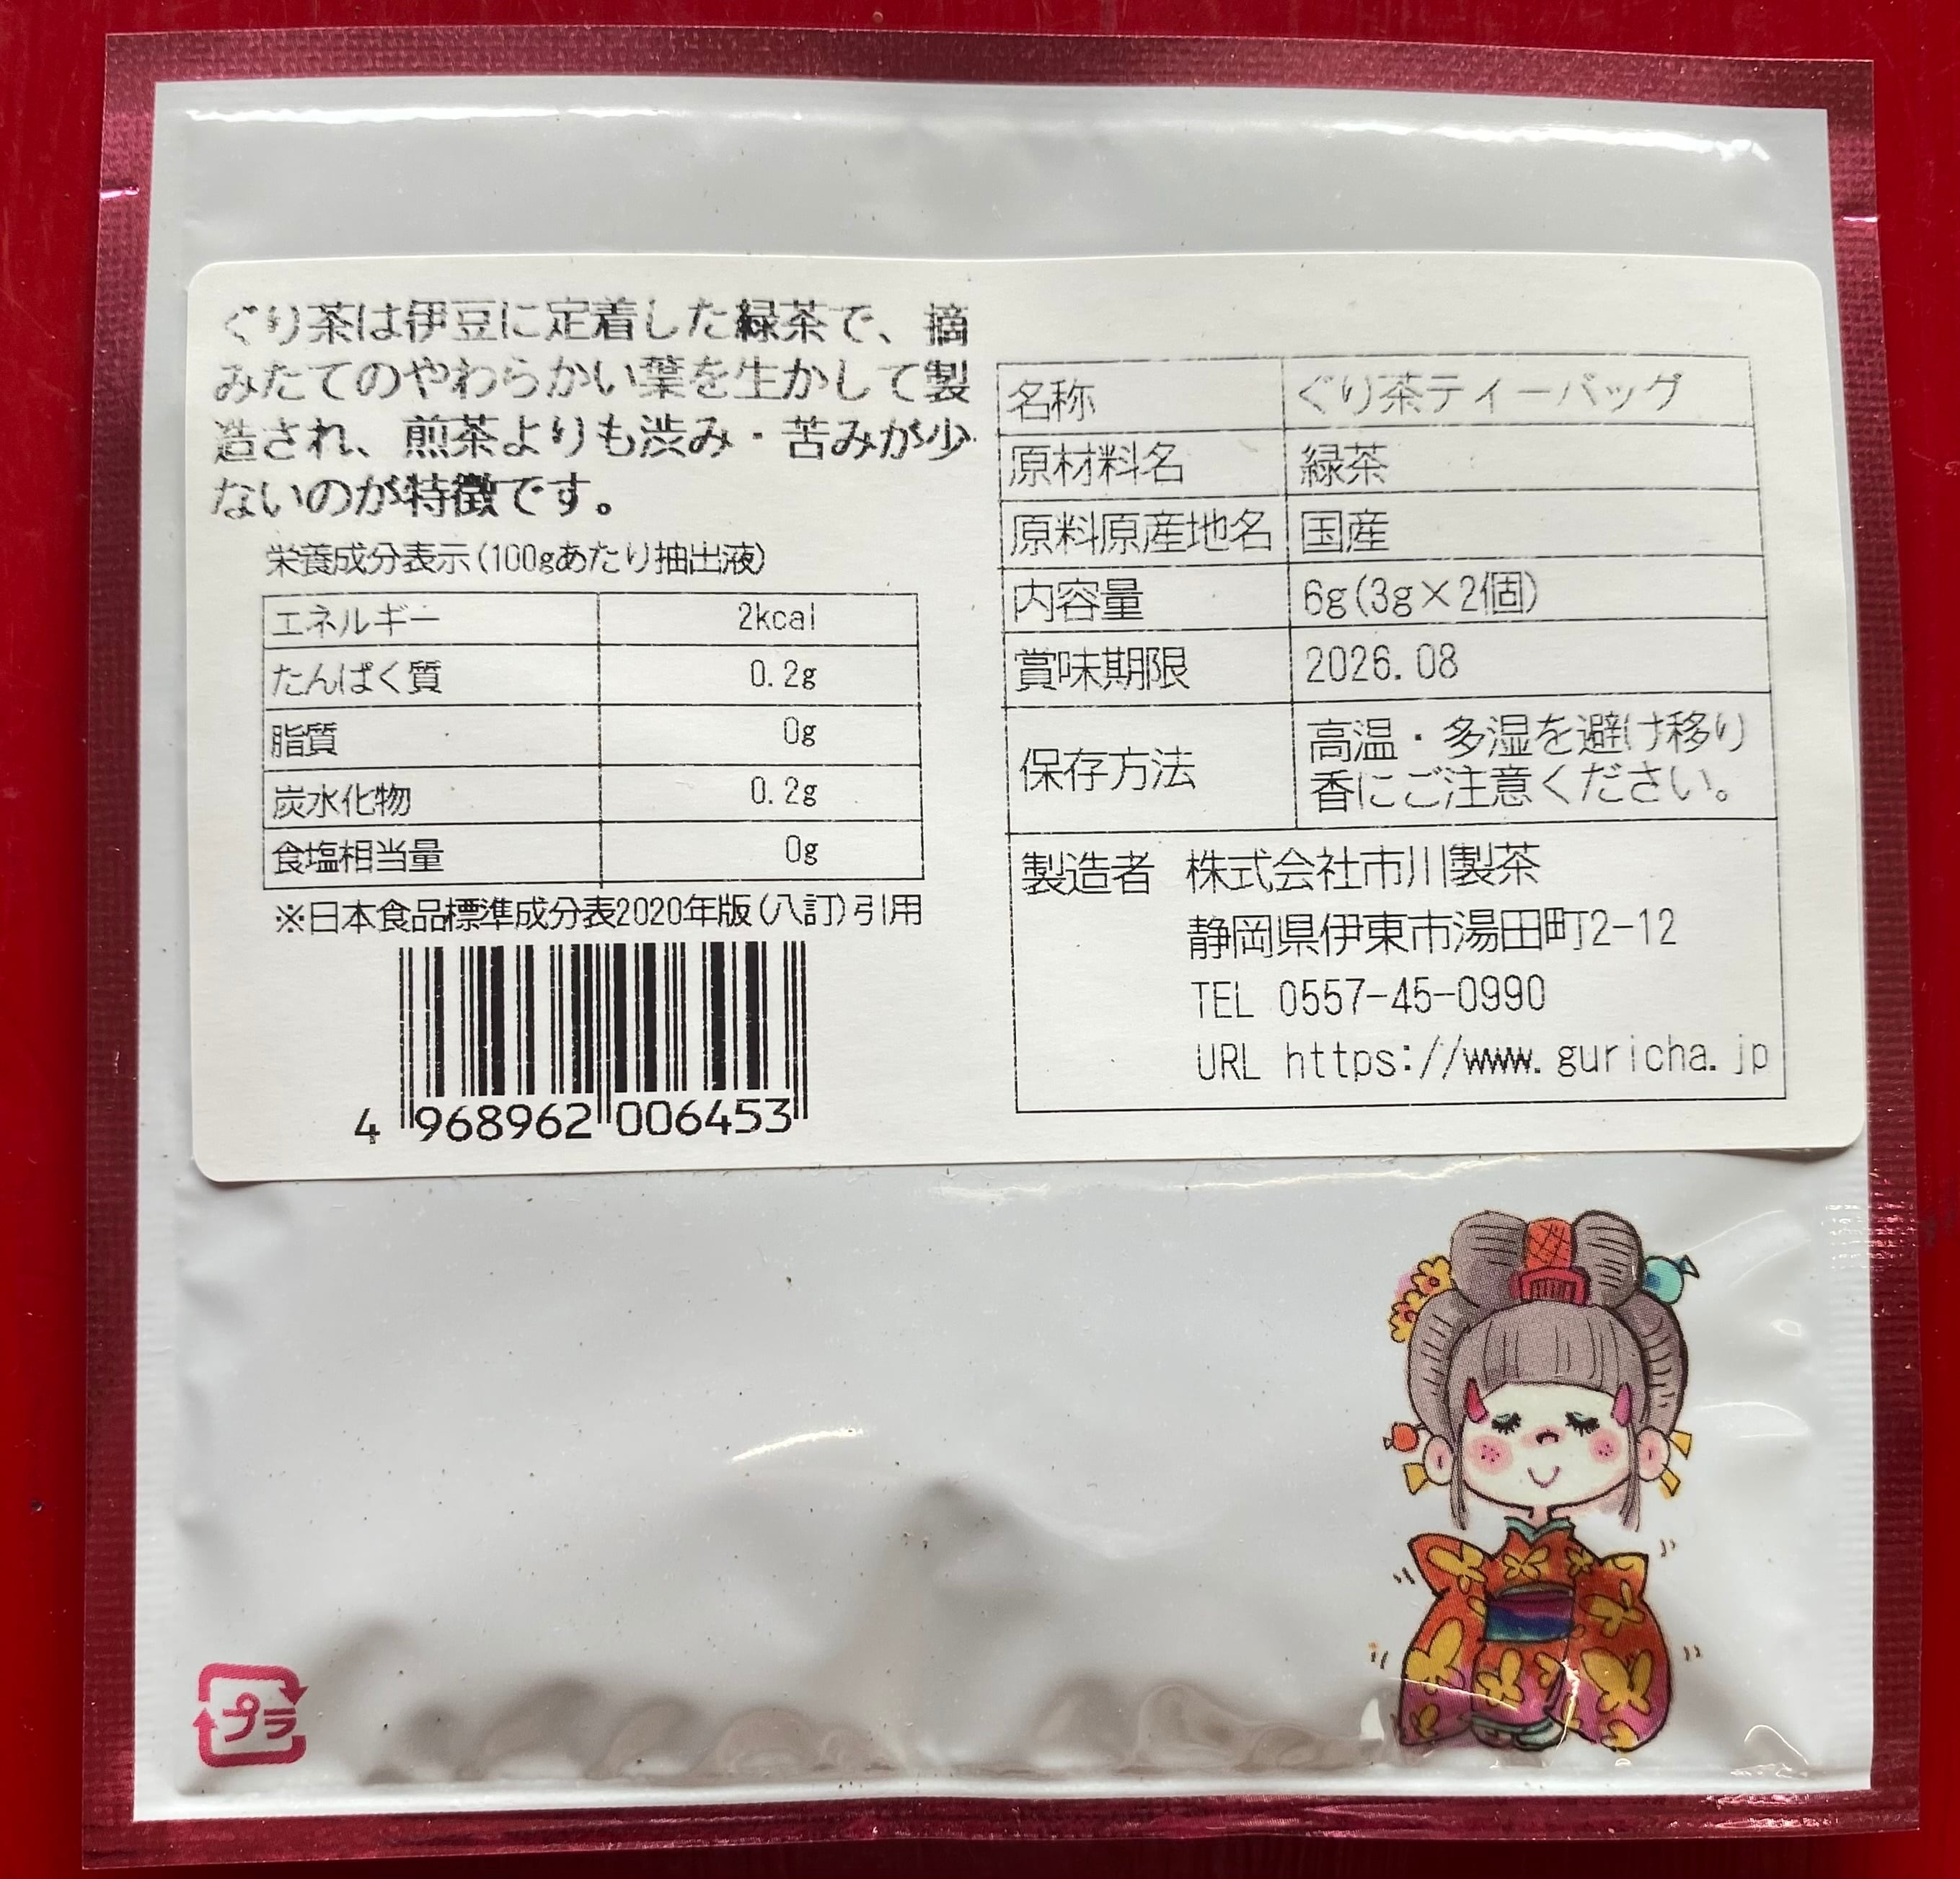 ぐり茶は伊豆に定着した緑茶で、摘
みたてのやわらかい葉を生かして製
造され、煎茶よりも渋み・苦みが少
ないのが特徴です。
栄養成分表示(100gあたり抽出液)
エネルギー 2kcal
たんぱく質 0.2g
脂質 0g
炭水化物 0.2g
食塩相当量 0g
※日本食品標準成分表2020年版(八訂)引用
4 968962 006453
名称 ぐり茶ティーバッグ
原材料名 緑茶
原料原産地名 国産
内容量 6g(3g×2個)
賞味期限 2026.08
保存方法 高温・多湿を避け移り
香にご注意ください。
製造者 株式会社市川製茶
静岡県伊東市湯田町2-12
TEL 0557-45-0990
URL https://www.guricha.jp
プラ